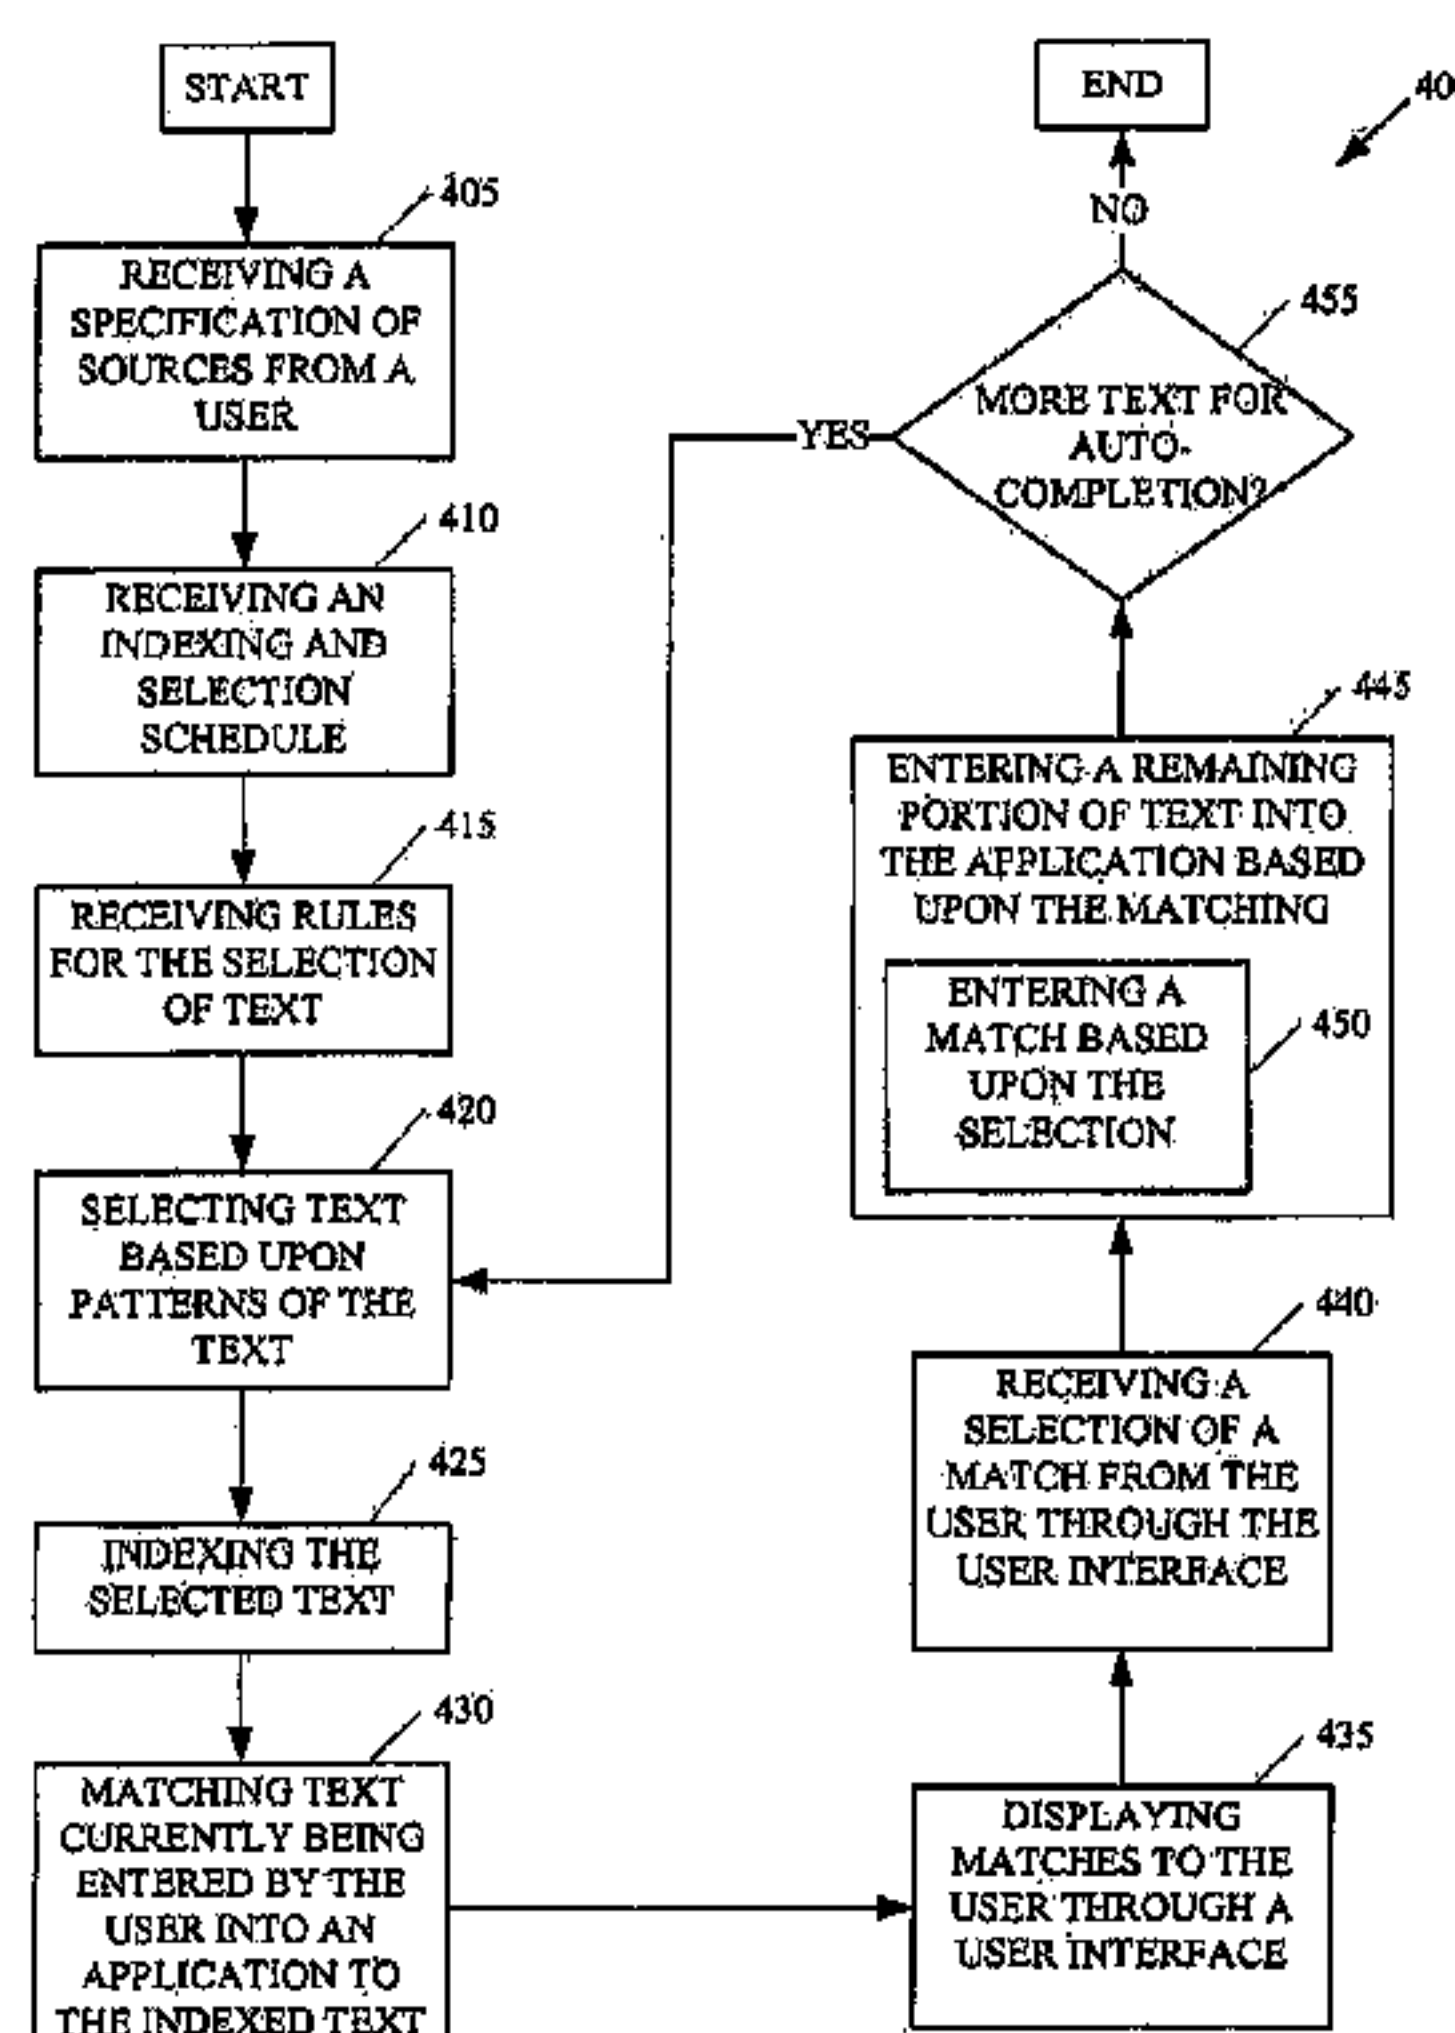 START
405
RECEIVING A
SPECIFICATION OF
SOURCES FROM A
USER
410
RECEIVING AN
INDEXING AND
SELECTION
SCHEDULE
415
RECEIVING RULES
FOR THE SELECTION
OF TEXT
420
SELECTING TEXT
BASED UPON
PATTERNS OF THE
TEXT
425
INDEXING THE
SELECTED TEXT
430
MATCHING TEXT
CURRENTLY BEING
ENTERED BY THE
USER INTO AN
APPLICATION TO
THE INDEXED TEXT
435
DISPLAYING
MATCHES TO THE
USER THROUGH A
USER INTERFACE
440
RECEIVING A
SELECTION OF A
MATCH FROM THE
USER THROUGH THE
USER INTERFACE
445
ENTERING A REMAINING
PORTION OF TEXT INTO
THE APPLICATION BASED
UPON THE MATCHING
450
ENTERING A
MATCH BASED
UPON THE
SELECTION
455
MORE TEXT FOR
AUTO-
COMPLETION?
YES
NO
END
40